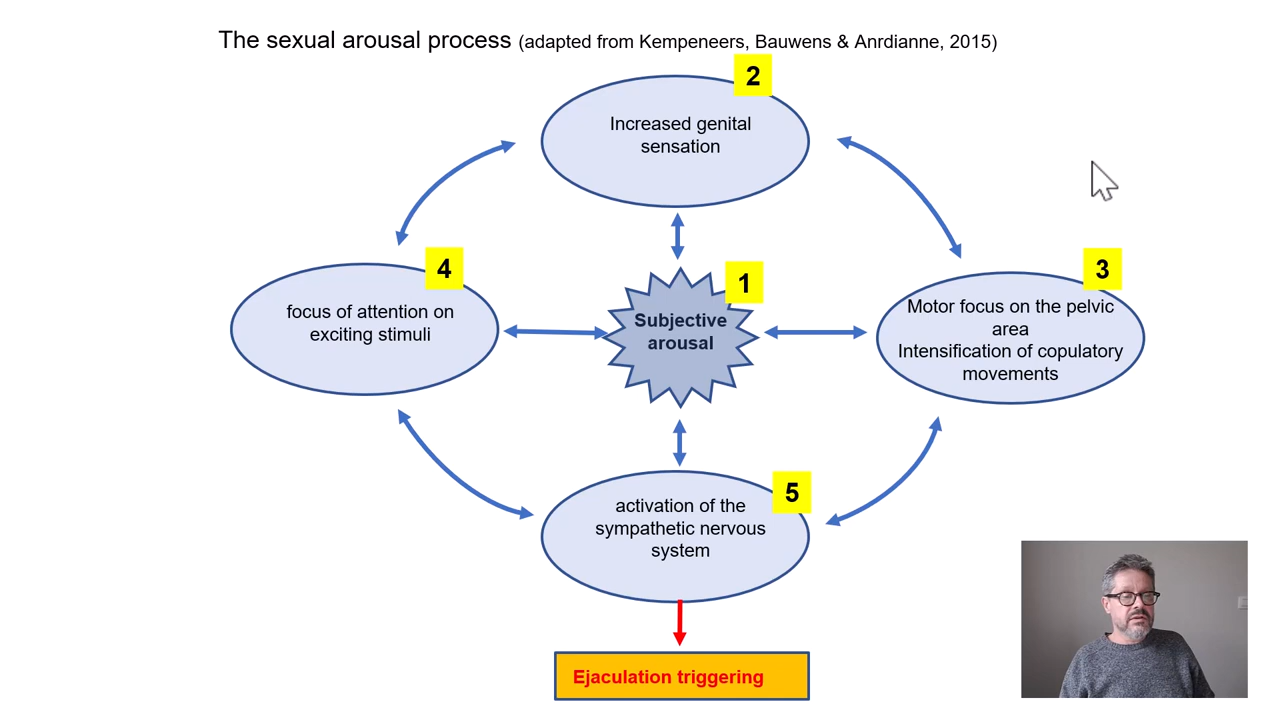 The sexual arousal process (adapted from Kempeneers, Bauwens & Anrdianne, 2015)
2
Increased genital
sensation
4
focus of attention on
exciting stimuli
1
Subjective
arousal
3
Motor focus on the pelvic
area
Intensification of copulatory
movements
5
activation of the
sympathetic nervous
system
Ejaculation triggering